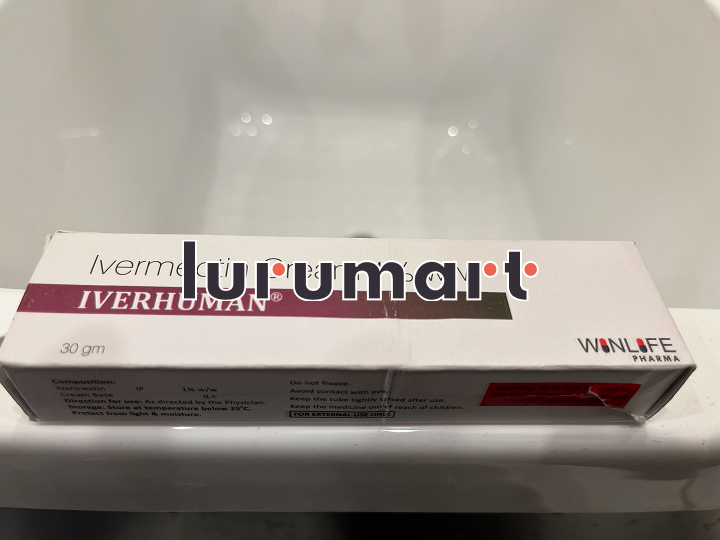 Ivermectin Cream 1% w/w
lurumart
IVERHUMAN®
30 gm
WINLIFE
PHARMA
Composition:
Ivermectin IP 1% w/w
Cream Base q.s.
Direction for use: As directed by the Physician.
Storage: Store at temperature below 25°C.
Protect from light & moisture.
Do not freeze.
Avoid contact with eyes.
Keep the tube tightly closed after use.
Keep the medicine out of reach of children.
FOR EXTERNAL USE ONLY